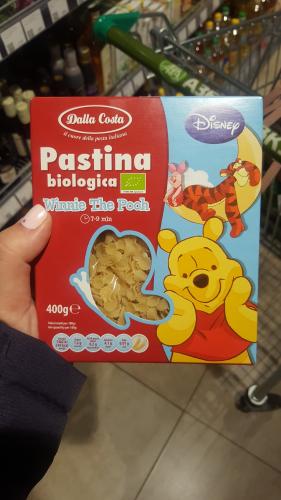 Dalla Costa
il cuore della pasta italiana
Disney
Pastina
biologica
Winnie The Pooh
7-9 min
400g